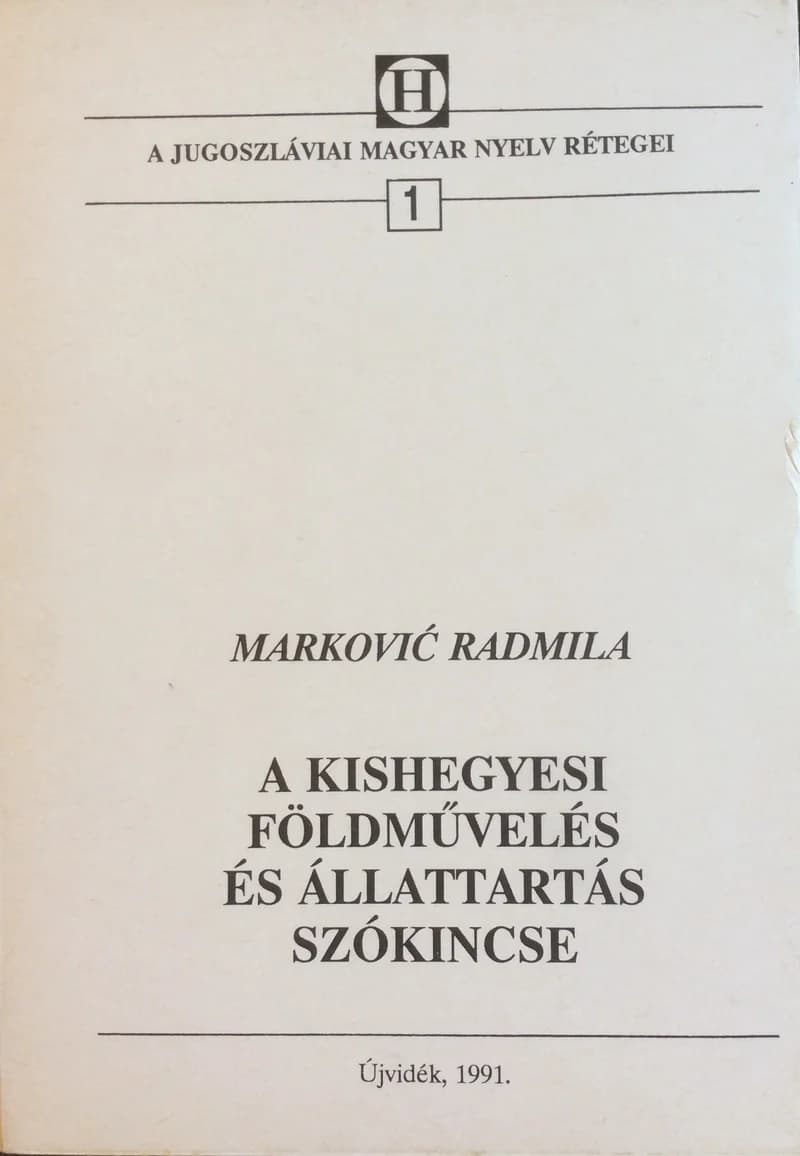 H
A JUGOSZLÁVIAI MAGYAR NYELV RÉTEGEI
1
MARKOVIĆ RADMILA
A KISHEGYESI
FÖLDMŰVELÉS
ÉS ÁLLATTARTÁS
SZÓKINCSE
Újvidék, 1991.